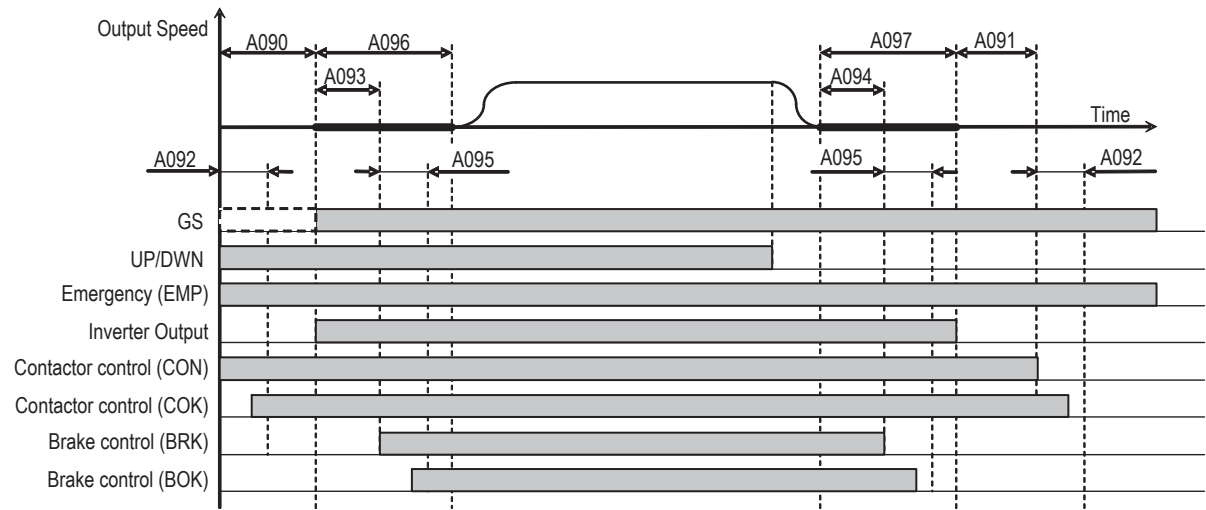 Output Speed
A090
A096
A097
A091
A093
A094
Time
A092
A095
A095
A092
GS
UP/DWN
Emergency (EMP)
Inverter Output
Contactor control (CON)
Contactor control (COK)
Brake control (BRK)
Brake control (BOK)